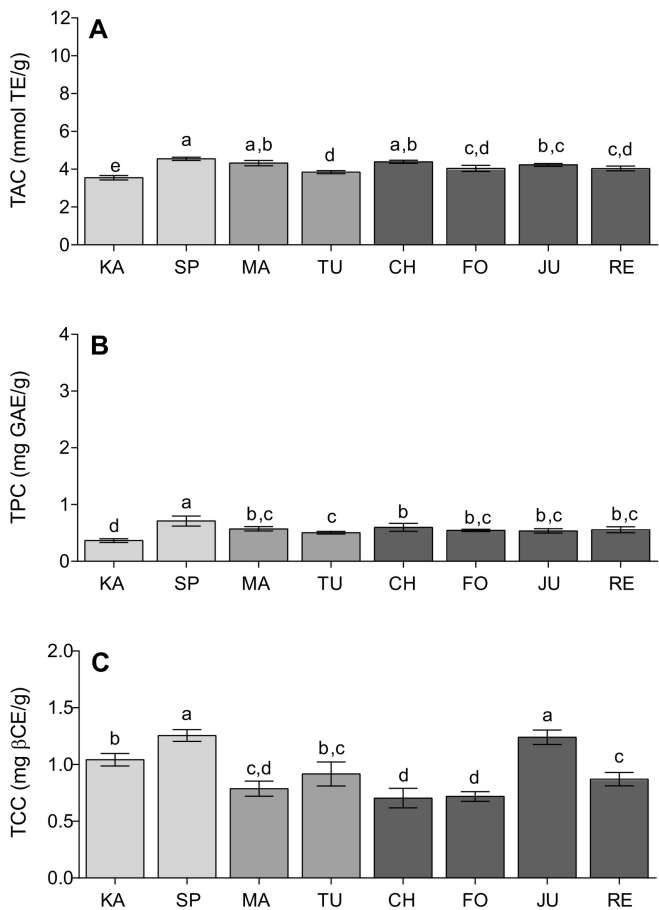 A
TAC (mmol TE/g)
12
10
8
6
4
2
0
e
a
a,b
d
a,b
c,d
b,c
c,d
KA SP MA TU CH FO JU RE
B
TPC (mg GAE/g)
4
3
2
1
0
d
a
b,c
c
b
b,c
b,c
b,c
KA SP MA TU CH FO JU RE
C
TCC (mg βCE/g)
2.0
1.5
1.0
0.5
0.0
b
a
c,d
b,c
d
d
a
c
KA SP MA TU CH FO JU RE